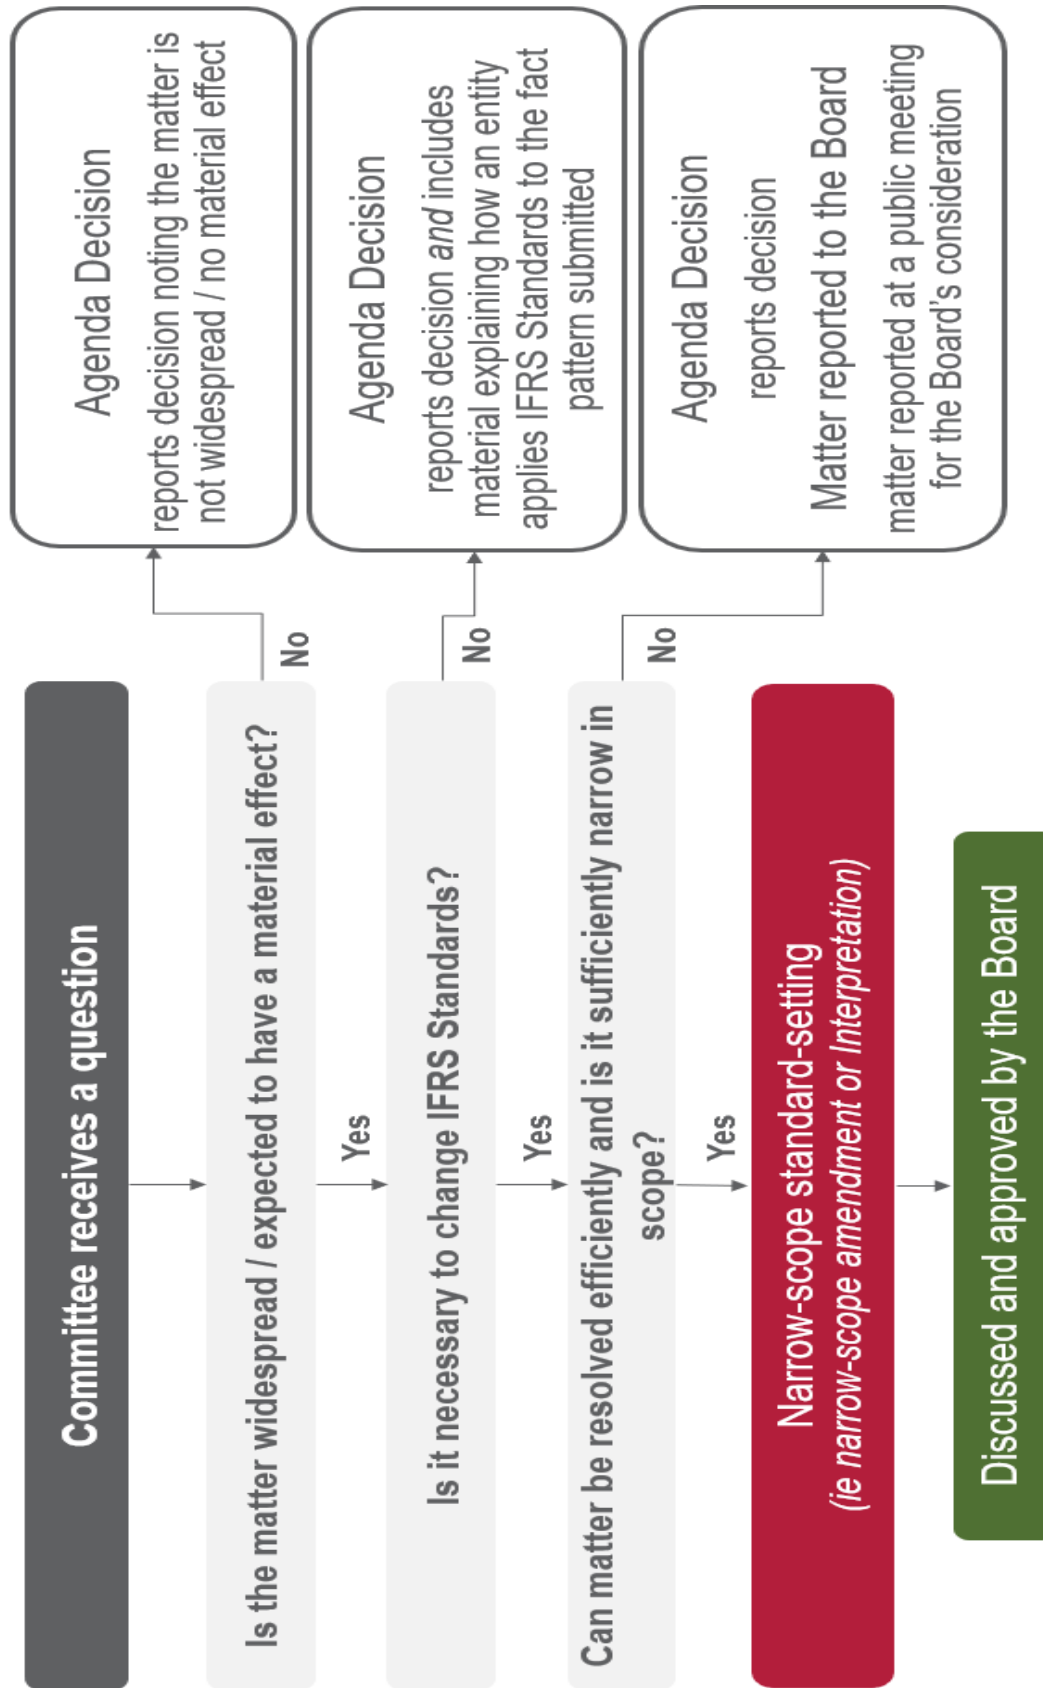 Committee receives a question
Is the matter widespread / expected to have a material effect?
No
Agenda Decision
reports decision noting the matter is
not widespread / no material effect
Yes
Is it necessary to change IFRS Standards?
No
Agenda Decision
reports decision and includes
material explaining how an entity
applies IFRS Standards to the fact
pattern submitted
Yes
Can matter be resolved efficiently and is it sufficiently narrow in
scope?
No
Agenda Decision
reports decision
Matter reported to the Board
matter reported at a public meeting
for the Board's consideration
Yes
Narrow-scope standard-setting
(ie narrow-scope amendment or Interpretation)
Discussed and approved by the Board